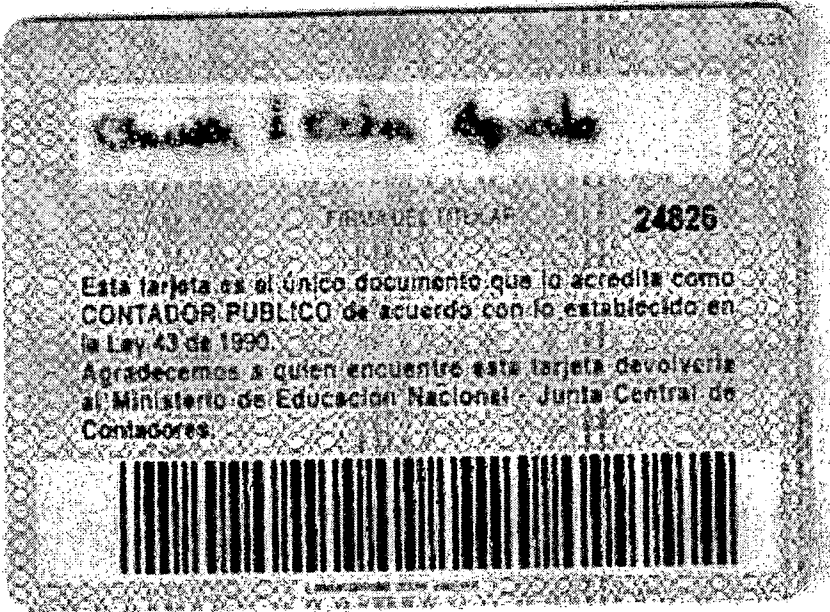 FIRMA DEL TITULAR
24826
Esta tarjeta es el único documento que lo acredita como
CONTADOR PUBLICO de acuerdo con lo establecido en
la Ley 43 de 1990.
Agradecemos a quien encuentre esta tarjeta devolverla
al Ministerio de Educación Nacional - Junta Central de
Contadores.